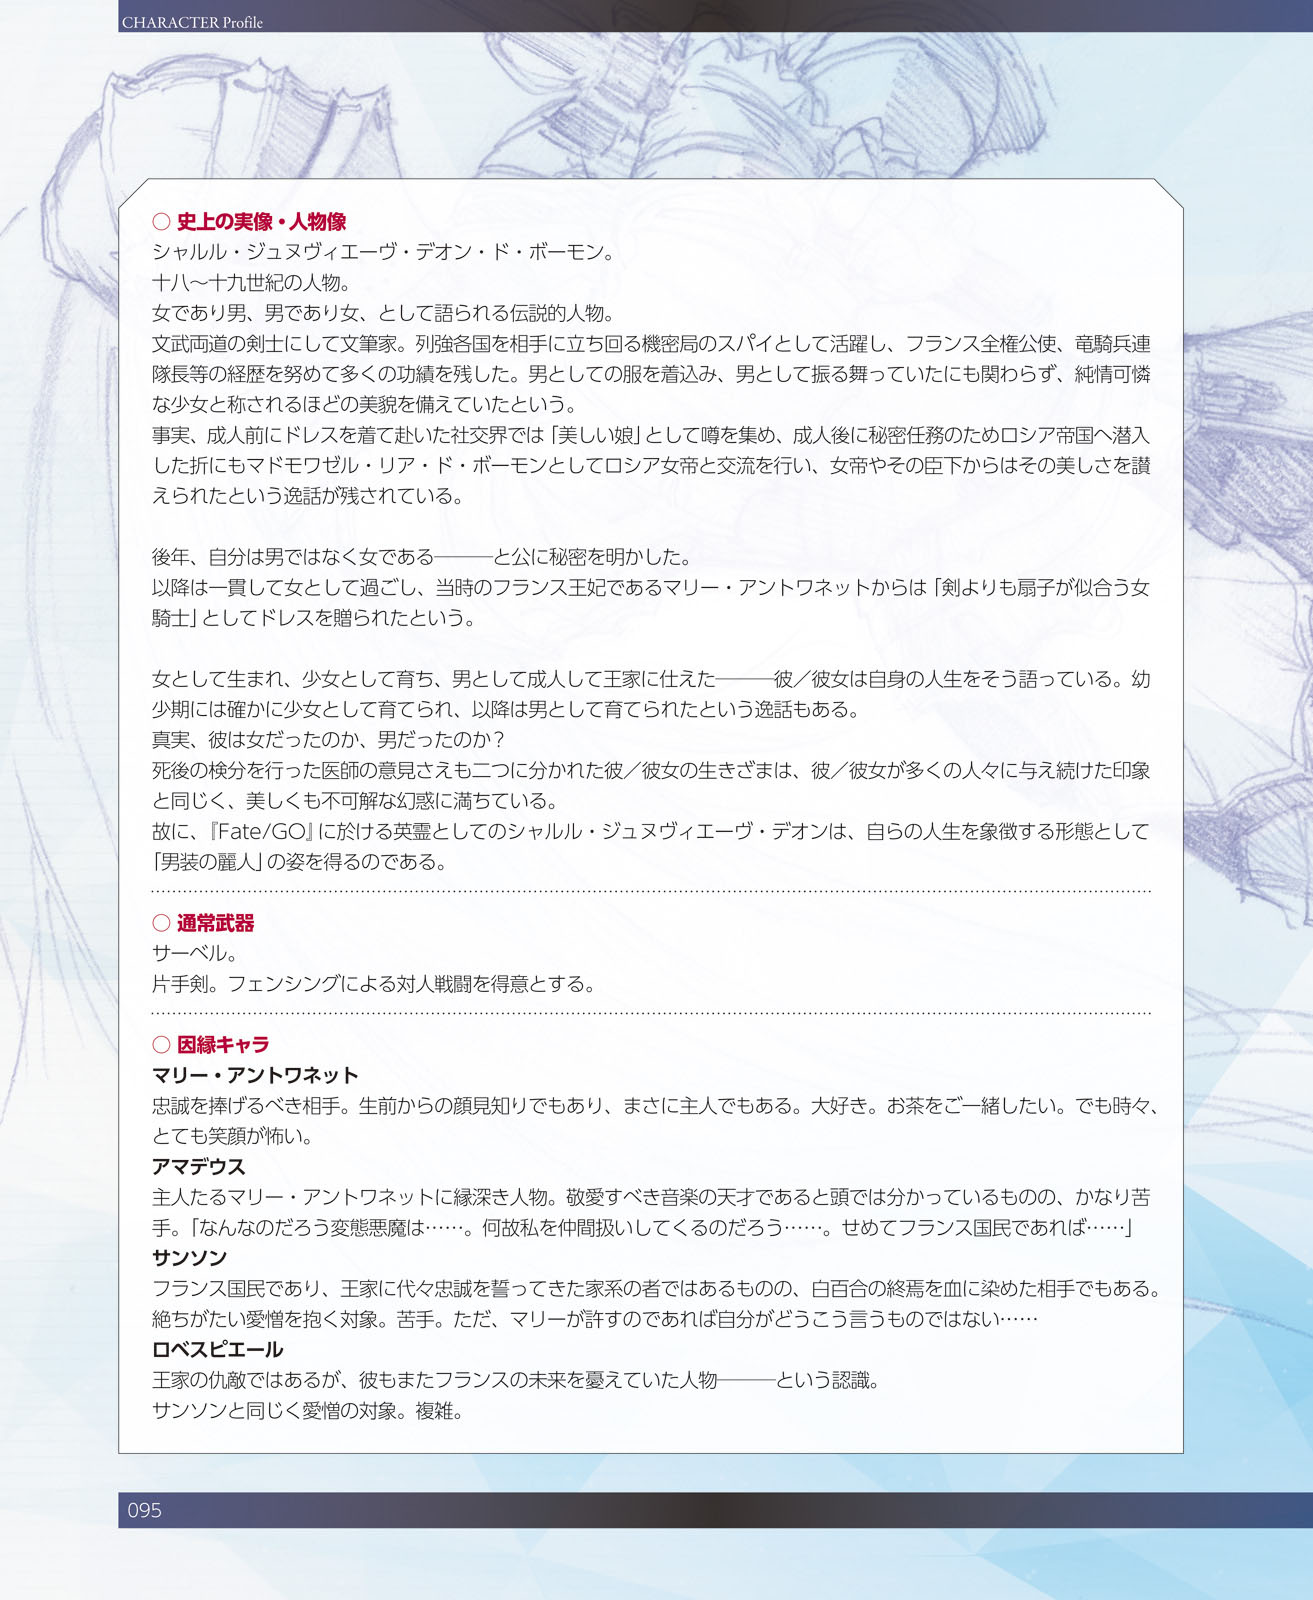 CHARACTER Profile
○ 史上の実像・人物像
シャルル・ジュヌヴィエーヴ・デオン・ド・ボーモン。
十八～十九世紀の人物。
女であり男、男であり女、として語られる伝説的人物。
文武両道の剣士にして文筆家。列強各国を相手に立ち回る機密局のスパイとして活躍し、フランス全権公使、竜騎兵連
隊長等の経歴を努めて多くの功績を残した。男としての服を着込み、男として振る舞っていたにも関わらず、純情可憐
な少女と称されるほどの美貌を備えていたという。
事実、成人前にドレスを着て赴いた社交界では「美しい娘」として噂を集め、成人後に秘密任務のためロシア帝国へ潜入
した折にもマドモワゼル・リア・ド・ボーモンとしてロシア女帝と交流を行い、女帝やその臣下からはその美しさを讃
えられたという逸話が残されている。
後年、自分は男ではなく女である―――と公に秘密を明かした。
以降は一貫して女として過ごし、当時のフランス王妃であるマリー・アントワネットからは「剣よりも扇子が似合う女
騎士」としてドレスを贈られたという。
女として生まれ、少女として育ち、男として成人して王家に仕えた―――彼／彼女は自身の人生をそう語っている。幼
少期には確かに少女として育てられ、以降は男として育てられたという逸話もある。
真実、彼は女だったのか、男だったのか？
死後の検分を行った医師の意見さえも二つに分かれた彼／彼女の生きざまは、彼／彼女が多くの人々に与え続けた印象
と同じく、美しくも不可解な幻惑に満ちている。
故に、『Fate/GO』に於ける英霊としてのシャルル・ジュヌヴィエーヴ・デオンは、自らの人生を象徴する形態として
「男装の麗人」の姿を得るのである。
○ 通常武器
サーベル。
片手剣。フェンシングによる対人戦闘を得意とする。
○ 因縁キャラ
マリー・アントワネット
忠誠を捧げるべき相手。生前からの顔見知りでもあり、まさに主人でもある。大好き。お茶をご一緒したい。でも時々、
とても笑顔が怖い。
アマデウス
主人たるマリー・アントワネットに縁深き人物。敬愛すべき音楽の天才であると頭では分かっているものの、かなり苦
手。「なんなのだろう変態悪魔は……。何故私を仲間扱いしてくるのだろう……。せめてフランス国民であれば……」
サンソン
フランス国民であり、王家に代々忠誠を誓ってきた家系の者ではあるものの、白百合の終焉を血に染めた相手でもある。
絶ちがたい愛憎を抱く対象。苦手。ただ、マリーが許すのであれば自分がどうこう言うものではない……
ロベスピエール
王家の仇敵ではあるが、彼もまたフランスの未来を憂えていた人物―――という認識。
サンソンと同じく愛憎の対象。複雑。
095